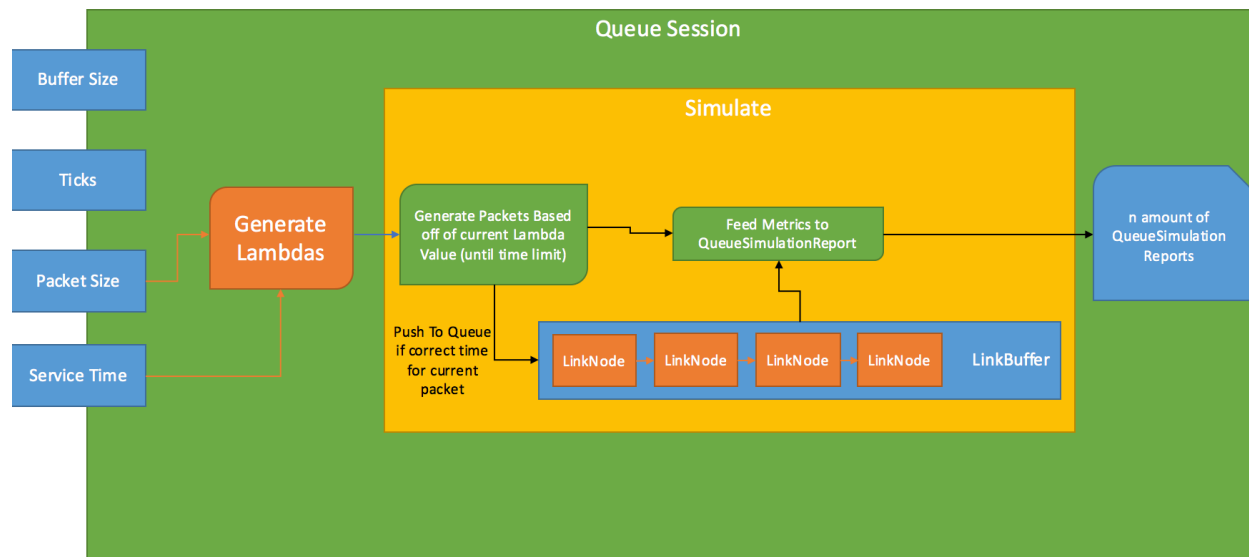 Queue Session
Buffer Size
Ticks
Packet Size
Service Time
Generate
Lambdas
Simulate
Generate Packets Based
off of current Lambda
Value (until time limit)
Feed Metrics to
QueueSimulationReport
Push To Queue
if correct time
for current
packet
LinkNode
LinkNode
LinkNode
LinkNode
LinkBuffer
n amount of
QueueSimulation
Reports